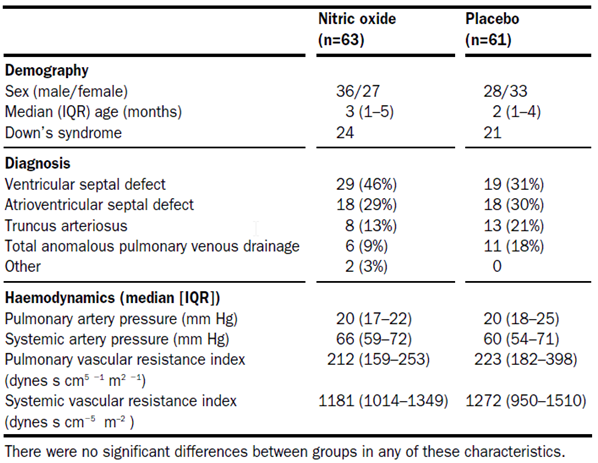 Nitric oxide Placebo
(n=63) (n=61)
Demography
Sex (male/female) 36/27 28/33
Median (IQR) age (months) 3 (1–5) 2 (1–4)
Down’s syndrome 24 21
Diagnosis
Ventricular septal defect 29 (46%) 19 (31%)
Atrioventricular septal defect 18 (29%) 18 (30%)
Truncus arteriosus 8 (13%) 13 (21%)
Total anomalous pulmonary venous drainage 6 (9%) 11 (18%)
Other 2 (3%) 0
Haemodynamics (median [IQR])
Pulmonary artery pressure (mm Hg) 20 (17–22) 20 (18–25)
Systemic artery pressure (mm Hg) 66 (59–72) 60 (54–71)
Pulmonary vascular resistance index 212 (159–253) 223 (182–398)
(dynes s cm⁵ ⁻¹ m² ⁻¹)
Systemic vascular resistance index 1181 (1014–1349) 1272 (950–1510)
(dynes s cm⁻⁵ m⁻²)
There were no significant differences between groups in any of these characteristics.